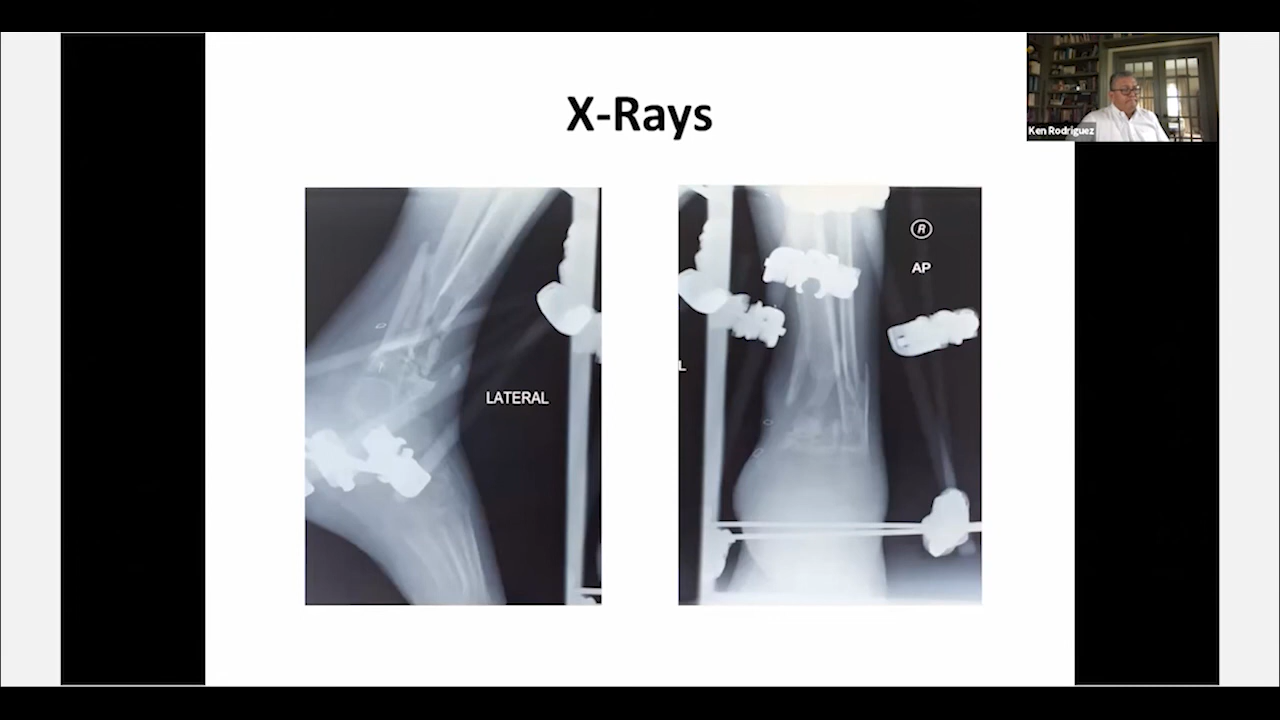 X-Rays
Ken Rodriguez
R
AP
L
LATERAL